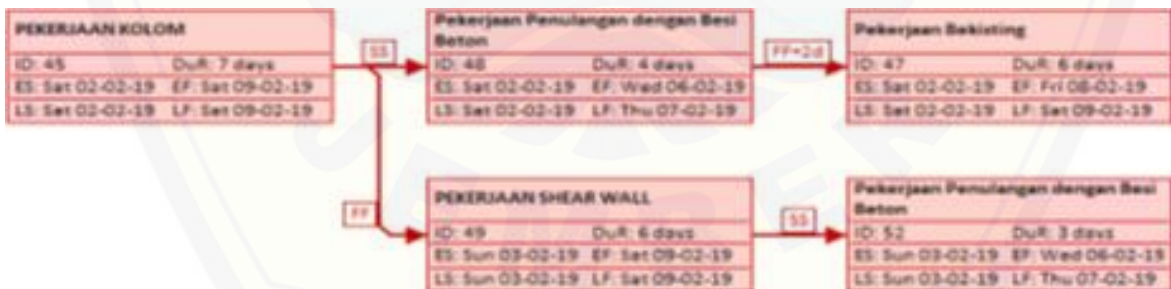 PEKERJAAN KOLOM
ID: 45 DuR: 7 days
ES: Sat 02-02-19 EF: Sat 09-02-19
LS: Sat 02-02-19 LF: Sat 09-02-19
SS
FF
Pekerjaan Penulangan dengan Besi
Beton
ID: 48 DuR: 4 days
ES: Sat 02-02-19 EF: Wed 06-02-19
LS: Sat 02-02-19 LF: Thu 07-02-19
FF+2d
Pekerjaan Bekisting
ID: 47 DuR: 6 days
ES: Sat 02-02-19 EF: Fri 08-02-19
LS: Sat 02-02-19 LF: Sat 09-02-19
PEKERJAAN SHEAR WALL
ID: 49 DuR: 6 days
ES: Sun 03-02-19 EF: Sat 09-02-19
LS: Sun 03-02-19 LF: Sat 09-02-19
SS
Pekerjaan Penulangan dengan Besi
Beton
ID: 52 DuR: 3 days
ES: Sun 03-02-19 EF: Wed 06-02-19
LS: Sun 03-02-19 LF: Thu 07-02-19